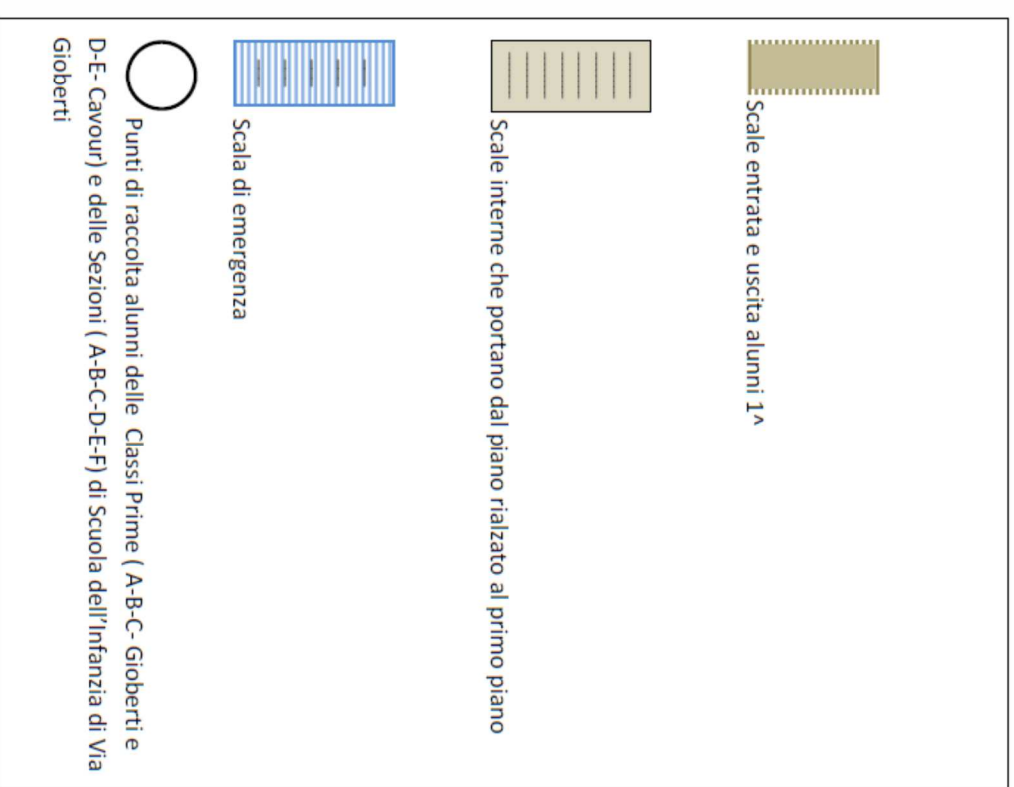 Scale entrata e uscita alunni 1^
Scale interne che portano dal piano rialzato al primo piano
Scala di emergenza
Punti di raccolta alunni delle Classi Prime ( A-B-C- Gioberti e
D-E- Cavour) e delle Sezioni ( A-B-C-D-E-F) di Scuola dell’Infanzia di Via
Gioberti